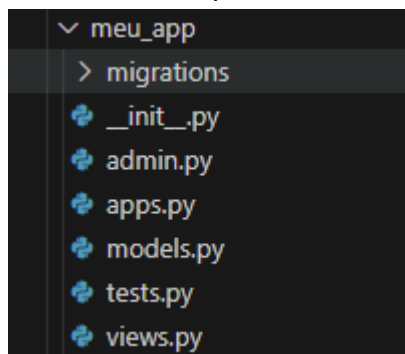 meu_app
migrations
__init__.py
admin.py
apps.py
models.py
tests.py
views.py